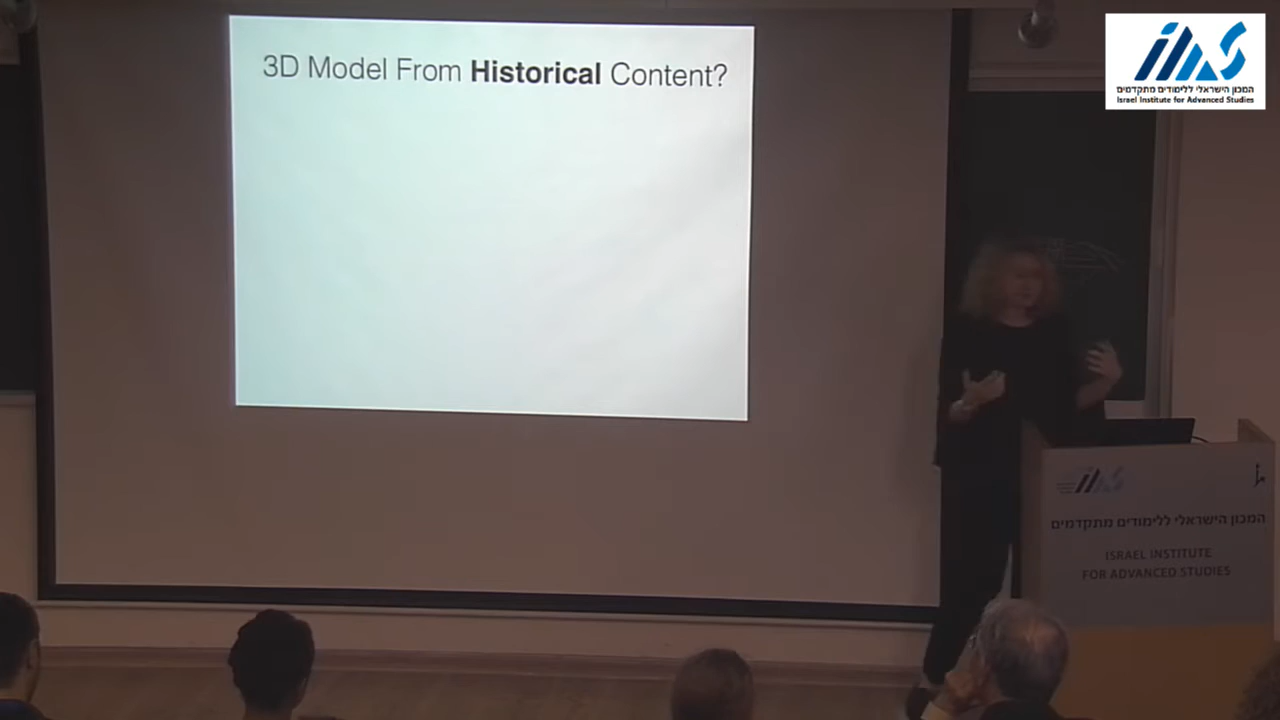 3D Model From Historical Content?
המכון הישראלי ללימודים מתקדמים
Israel Institute for Advanced Studies
המכון הישראלי ללימודים מתקדמים
ISRAEL INSTITUTE
FOR ADVANCED STUDIES